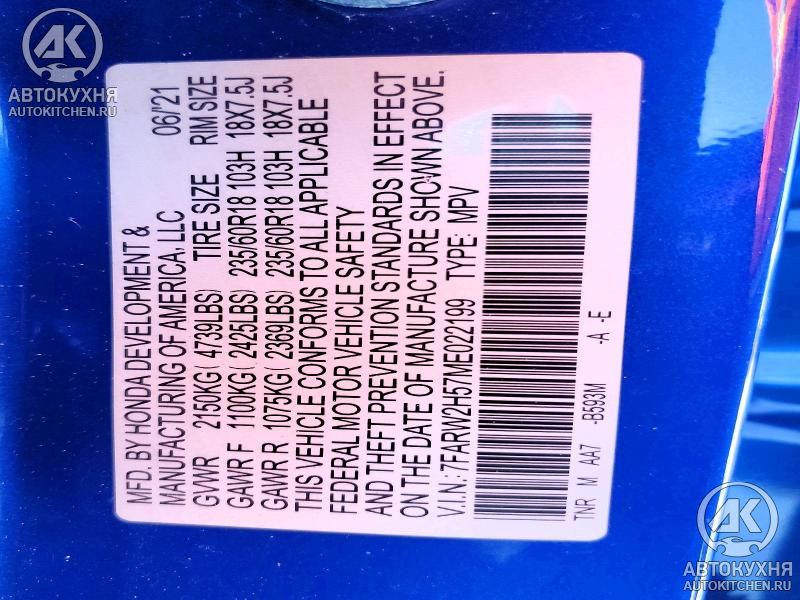 AK
АВТОКУХНЯ
AUTOKITCHEN.RU
MFD. BY HONDA DEVELOPMENT & 06/21
MANUFACTURING OF AMERICA, LLC
GVWR 2150KG( 4739LBS) TIRE SIZE RIM SIZE
GAWR F 1100KG( 2425LBS) 235/60R18 103H 18X7.5J
GAWR R 1075KG( 2369LBS) 235/60R18 103H 18X7.5J
THIS VEHICLE CONFORMS TO ALL APPLICABLE
FEDERAL MOTOR VEHICLE SAFETY
AND THEFT PREVENTION STANDARDS IN EFFECT
ON THE DATE OF MANUFACTURE SHOWN ABOVE.
V.I.N.: 7FARW2H57ME022199 TYPE: MPV
TNR M AA7 -B593M -A -E
AK
АВТОКУХНЯ
AUTOKITCHEN.RU